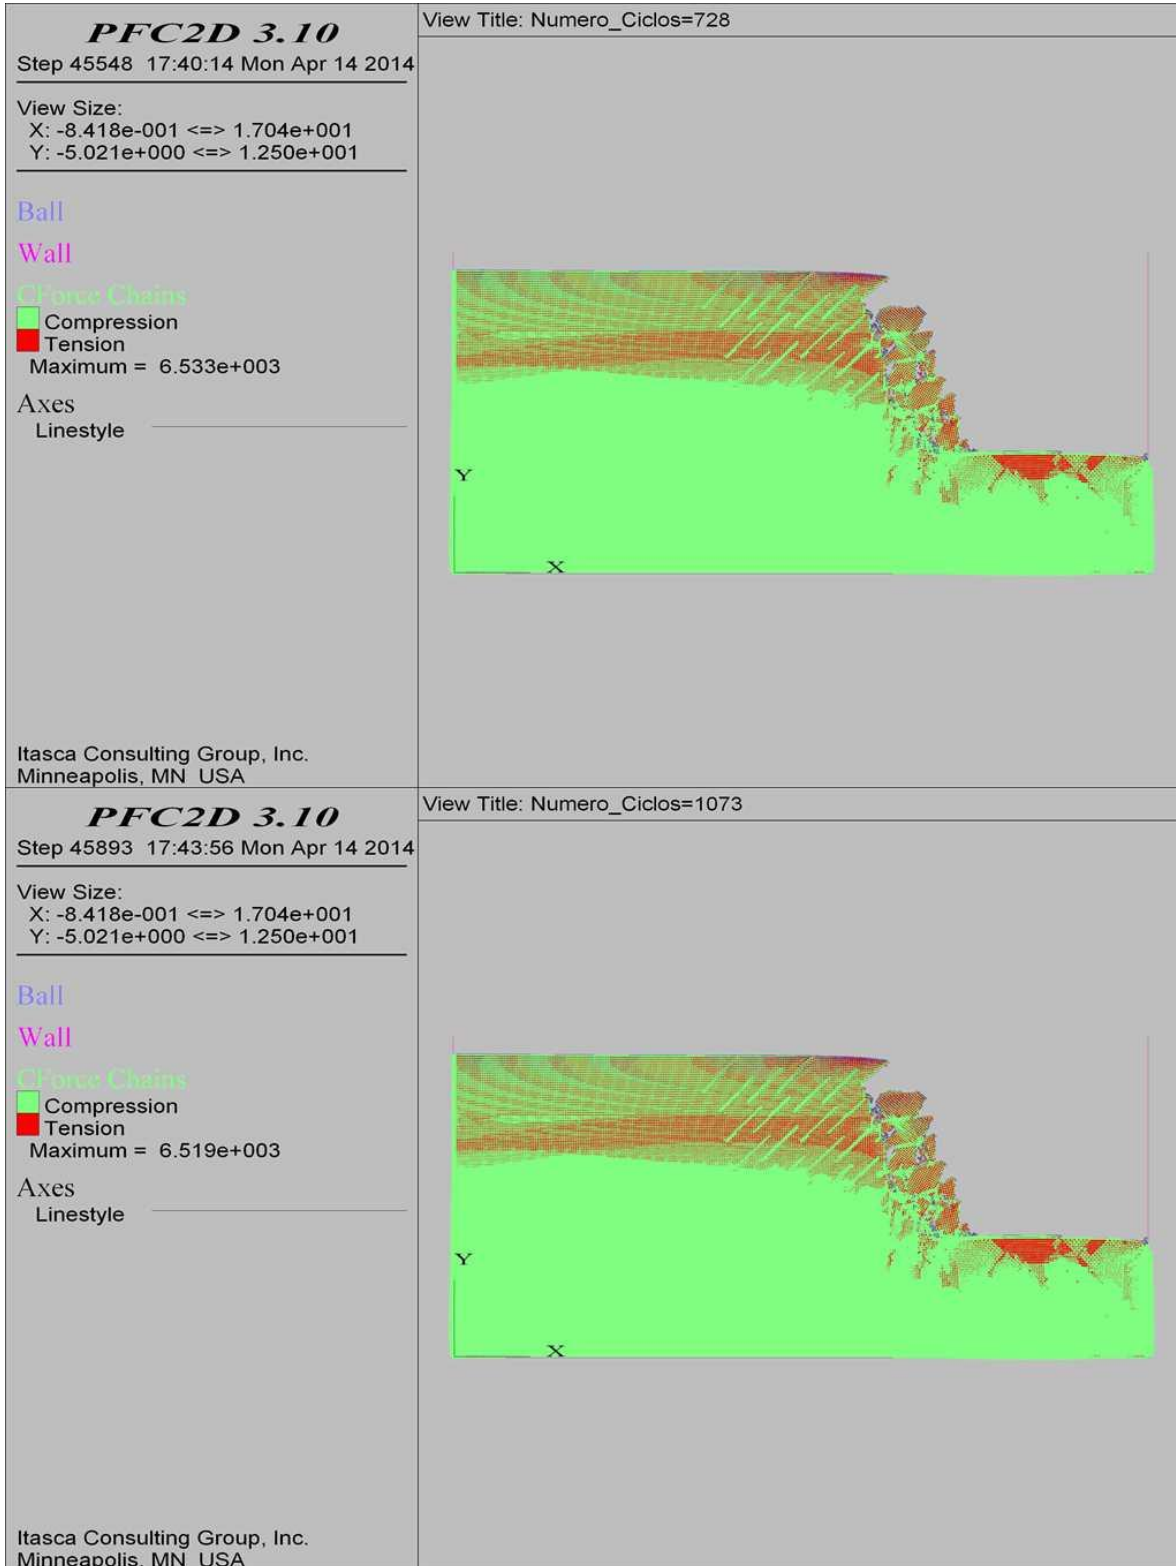 PFC2D 3.10
Step 45548 17:40:14 Mon Apr 14 2014
View Size:
X: -8.418e-001 <=> 1.704e+001
Y: -5.021e+000 <=> 1.250e+001
Ball
Wall
CForce Chains
Compression
Tension
Maximum = 6.533e+003
Axes
Linestyle
Itasca Consulting Group, Inc.
Minneapolis, MN USA
View Title: Numero_Ciclos=728
Y
X
PFC2D 3.10
Step 45893 17:43:56 Mon Apr 14 2014
View Size:
X: -8.418e-001 <=> 1.704e+001
Y: -5.021e+000 <=> 1.250e+001
Ball
Wall
CForce Chains
Compression
Tension
Maximum = 6.519e+003
Axes
Linestyle
Itasca Consulting Group, Inc.
Minneapolis, MN USA
View Title: Numero_Ciclos=1073
Y
X